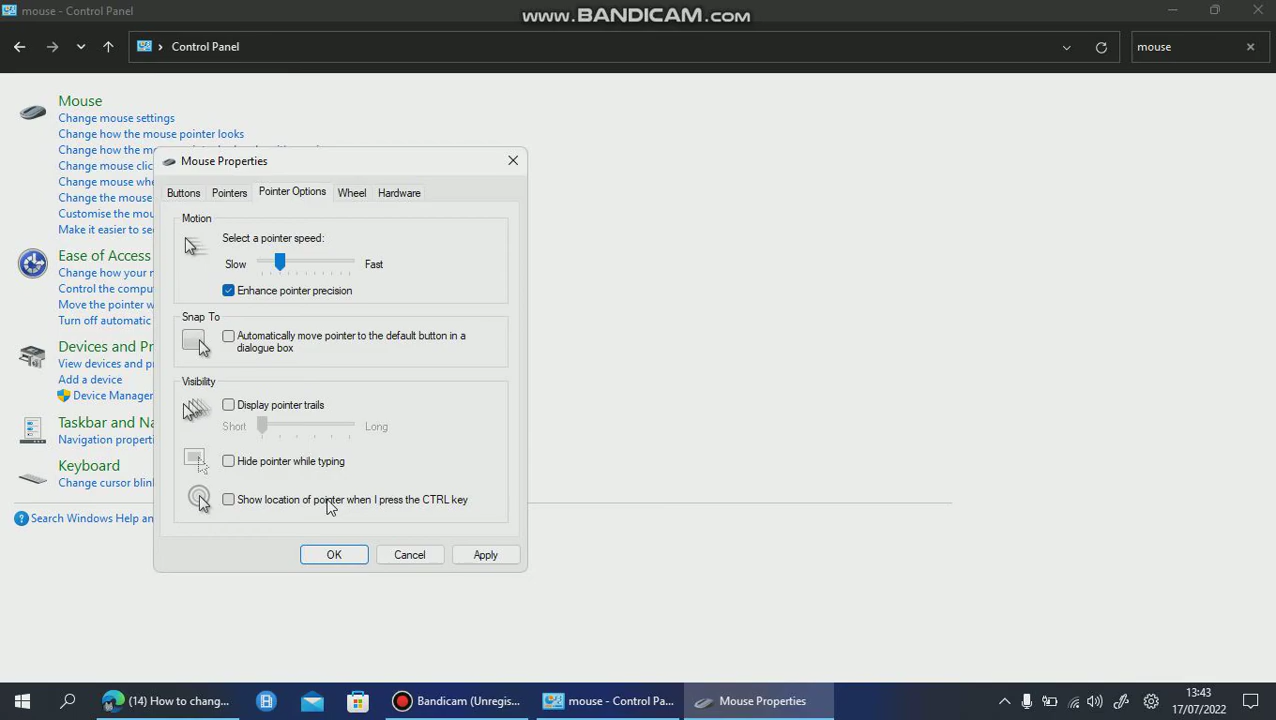 mouse - Control Panel
www.BANDICAM.com
Control Panel
mouse
Mouse
Change mouse settings
Change how the mouse pointer looks
Change how the mo
Change mouse clic
Change mouse whe
Change the mouse
Customise the mou
Make it easier to se
Ease of Access
Change how your
Control the compu
Move the pointer w
Turn off automatic
Devices and Pr
View devices and p
Add a device
Device Manager
Taskbar and Na
Navigation properti
Keyboard
Change cursor blin
Search Windows Help an
Mouse Properties
Buttons
Pointers
Pointer Options
Wheel
Hardware
Motion
Select a pointer speed:
Slow
Fast
Enhance pointer precision
Snap To
Automatically move pointer to the default button in a
dialogue box
Visibility
Display pointer trails
Short
Long
Hide pointer while typing
Show location of pointer when I press the CTRL key
OK
Cancel
Apply
(14) How to chang...
Bandicam (Unregis...
mouse - Control Pa...
Mouse Properties
13:43
17/07/2022